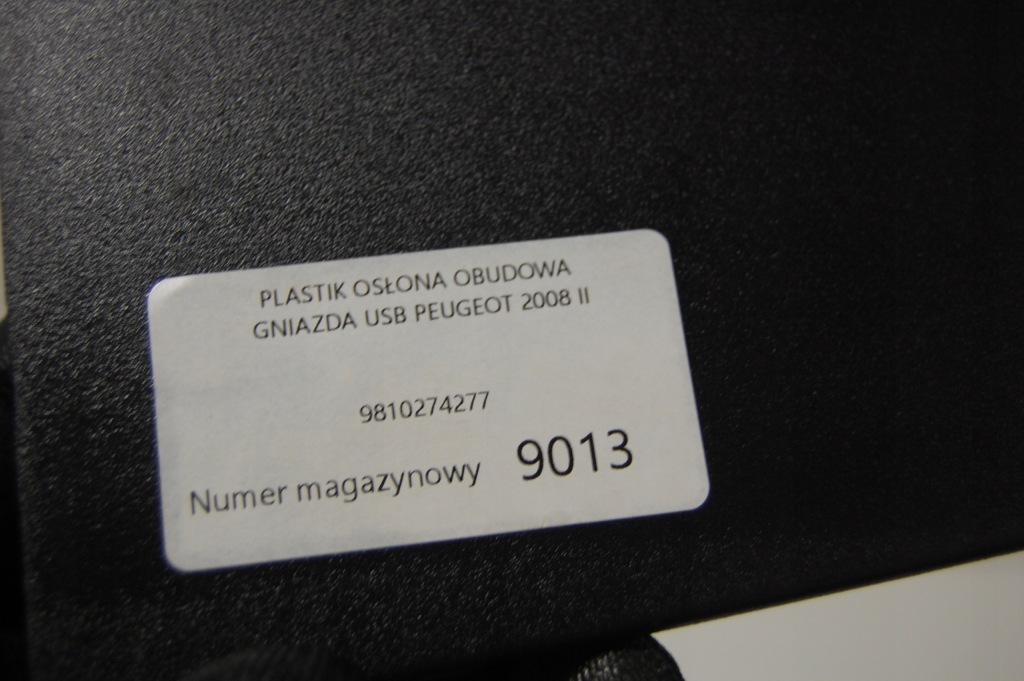 PLASTIK OSŁONA OBUDOWA
GNIAZDA USB PEUGEOT 2008 II
9810274277
Numer magazynowy 9013